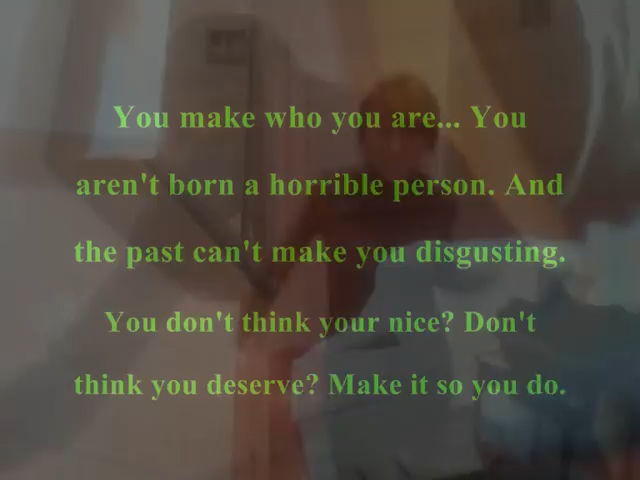 You make who you are... You
aren't born a horrible person. And
the past can't make you disgusting.
You don't think your nice? Don't
think you deserve? Make it so you do.